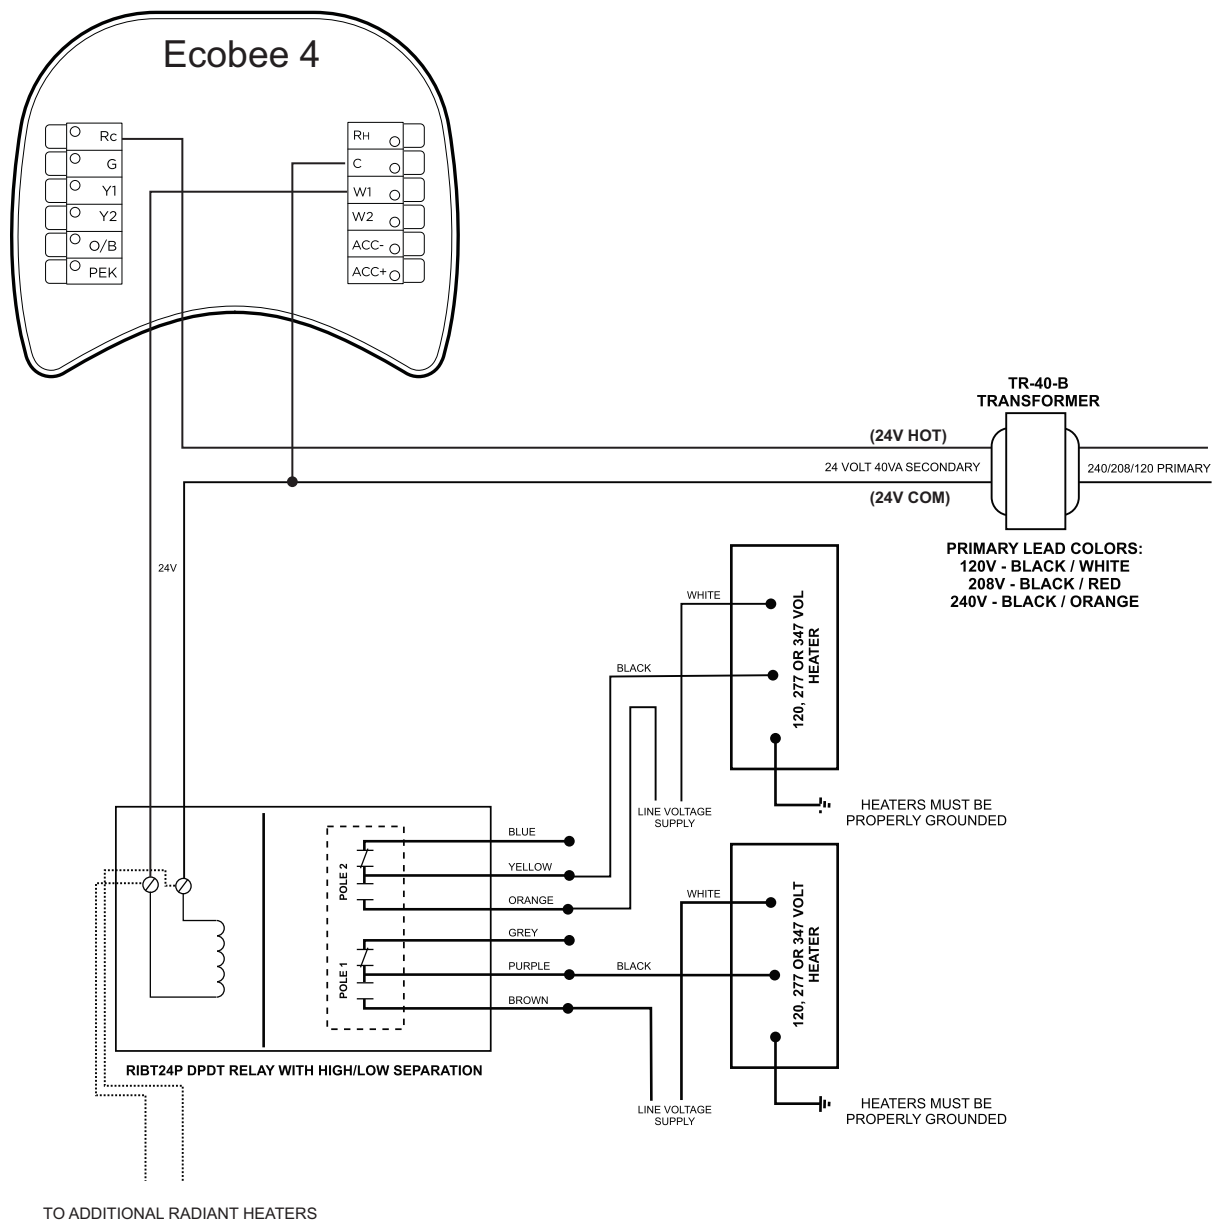 Ecobee 4
Rc
G
Y1
Y2
O/B
PEK
RH
C
W1
W2
ACC-
ACC+
TR-40-B
TRANSFORMER
(24V HOT)
24 VOLT 40VA SECONDARY
240/208/120 PRIMARY
(24V COM)
PRIMARY LEAD COLORS:
120V - BLACK / WHITE
208V - BLACK / RED
240V - BLACK / ORANGE
24V
WHITE
BLACK
120, 277 OR 347 VOL
HEATER
LINE VOLTAGE
SUPPLY
HEATERS MUST BE
PROPERLY GROUNDED
POLE 2
BLUE
YELLOW
ORANGE
POLE 1
GREY
PURPLE
BROWN
WHITE
BLACK
120, 277 OR 347 VOLT
HEATER
RIBT24P DPDT RELAY WITH HIGH/LOW SEPARATION
LINE VOLTAGE
SUPPLY
HEATERS MUST BE
PROPERLY GROUNDED
TO ADDITIONAL RADIANT HEATERS